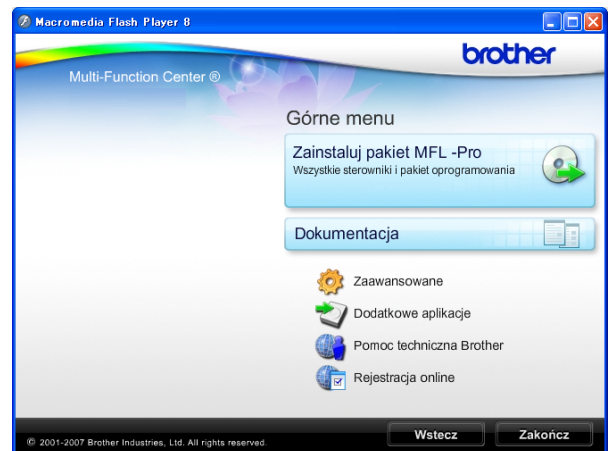 Macromedia Flash Player 8
brother
Multi-Function Center ®
Górne menu
Zainstaluj pakiet MFL -Pro
Wszystkie sterowniki i pakiet oprogramowania
Dokumentacja
Zaawansowane
Dodatkowe aplikacje
Pomoc techniczna Brother
Rejestracja online
© 2001-2007 Brother Industries, Ltd. All rights reserved.
Wstecz
Zakończ